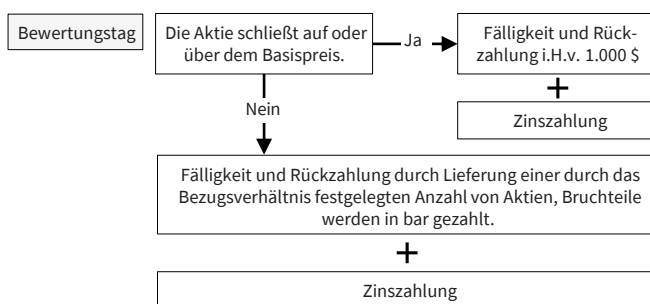 Bewertungstag
Die Aktie schließt auf oder
über dem Basispreis.
Ja
Fälligkeit und Rück-
zahlung i.H.v. 1.000 $
+
Zinszahlung
Nein
Fälligkeit und Rückzahlung durch Lieferung einer durch das
Bezugsverhältnis festgelegten Anzahl von Aktien, Bruchteile
werden in bar gezahlt.
+
Zinszahlung